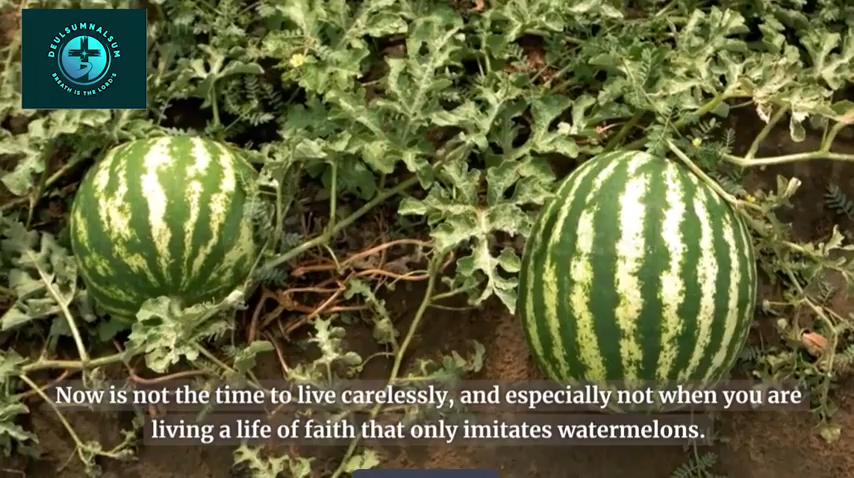 DEULSUMNALSUM
BREATH IS THE LORD'S
Now is not the time to live carelessly, and especially not when you are
living a life of faith that only imitates watermelons.